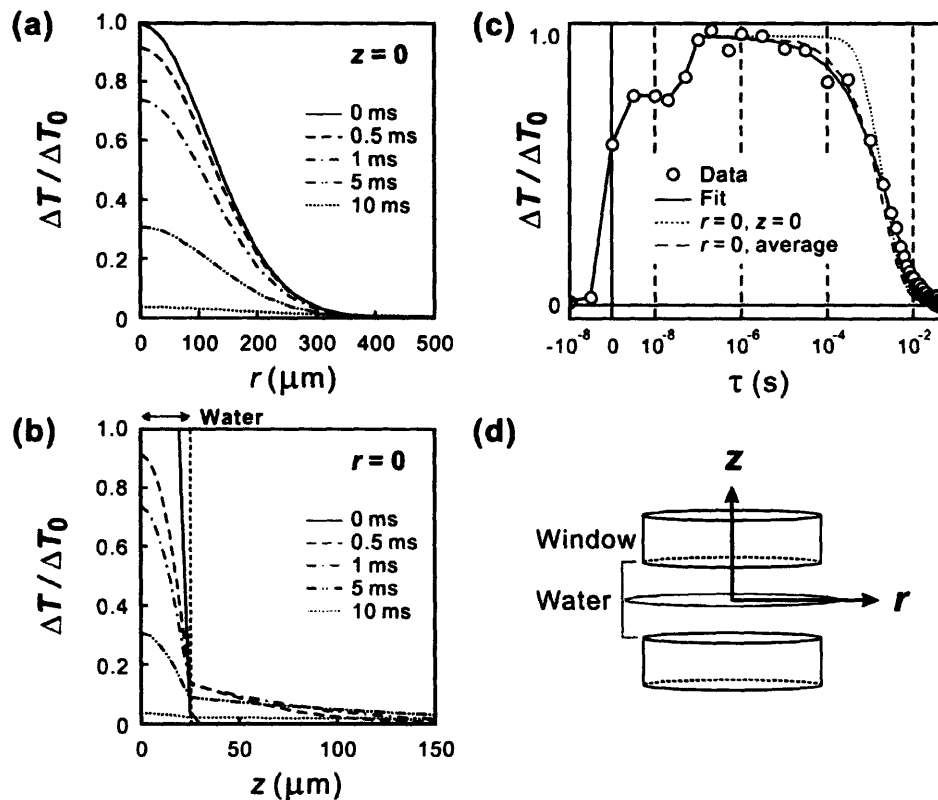 (a)
z = 0
1.0
0.8
0.6
0.4
0.2
0
ΔT / ΔT₀
0 ms
0.5 ms
1 ms
5 ms
10 ms
0 100 200 300 400 500
r (μm)
(b)
Water
r = 0
1.0
0.8
0.6
0.4
0.2
0
ΔT / ΔT₀
0 ms
0.5 ms
1 ms
5 ms
10 ms
0 50 100 150
z (μm)
(c)
1.0
0
ΔT / ΔT₀
Data
Fit
r = 0, z = 0
r = 0, average
-10⁻⁸ 0 10⁻⁸ 10⁻⁶ 10⁻⁴ 10⁻²
τ (s)
(d)
z
Window
Water
r